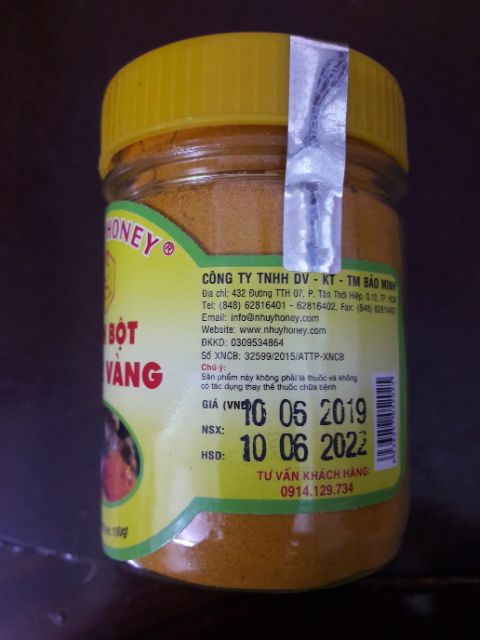 HONEY®
BỘT
VÀNG
CÔNG TY TNHH DV - KT - TM BẢO MINH
Địa chỉ: 432 Đường TTH 07, P. Tân Thới Hiệp, Q.12, TP. HCM
Tel: (848) 62816401 - 62816402, Fax: (848) 62816403
Email: info@nhuyhoney.com
Website: www.nhuyhoney.com
ĐKKD: 0309534864
Số XNCB: 32599/2015/ATTP-XNCB
Chú ý:
Sản phẩm này không phải là thuốc và không
có tác dụng thay thế thuốc chữa bệnh
GIÁ (VNĐ)
NSX: 10 06 2019
HSD: 10 06 2022
TƯ VẤN KHÁCH HÀNG:
0914.129.734
100g